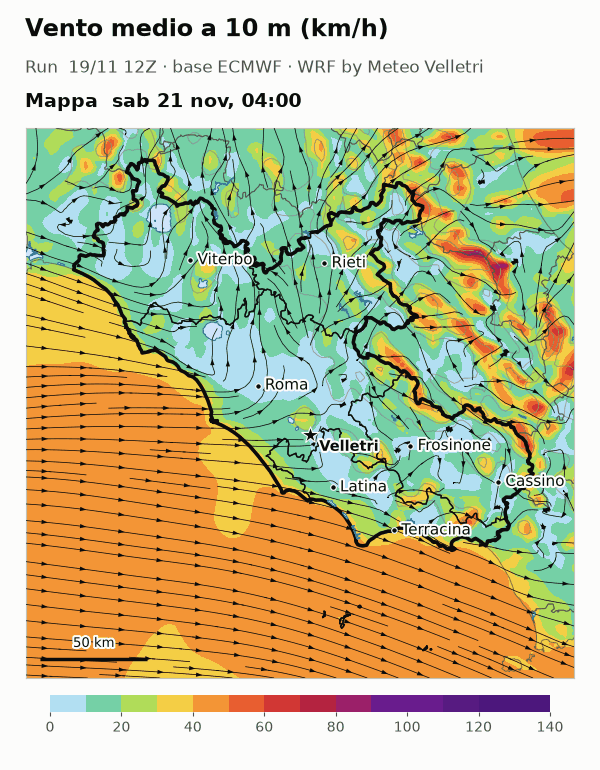 Vento medio a 10 m (km/h)
Run  19/11 12Z · base ECMWF · WRF by Meteo Velletri
Mappa  sab 21 nov, 04:00
Viterbo
Rieti
Roma
Velletri
Frosinone
Latina
Cassino
Terracina
50 km
0 20 40 60 80 100 120 140